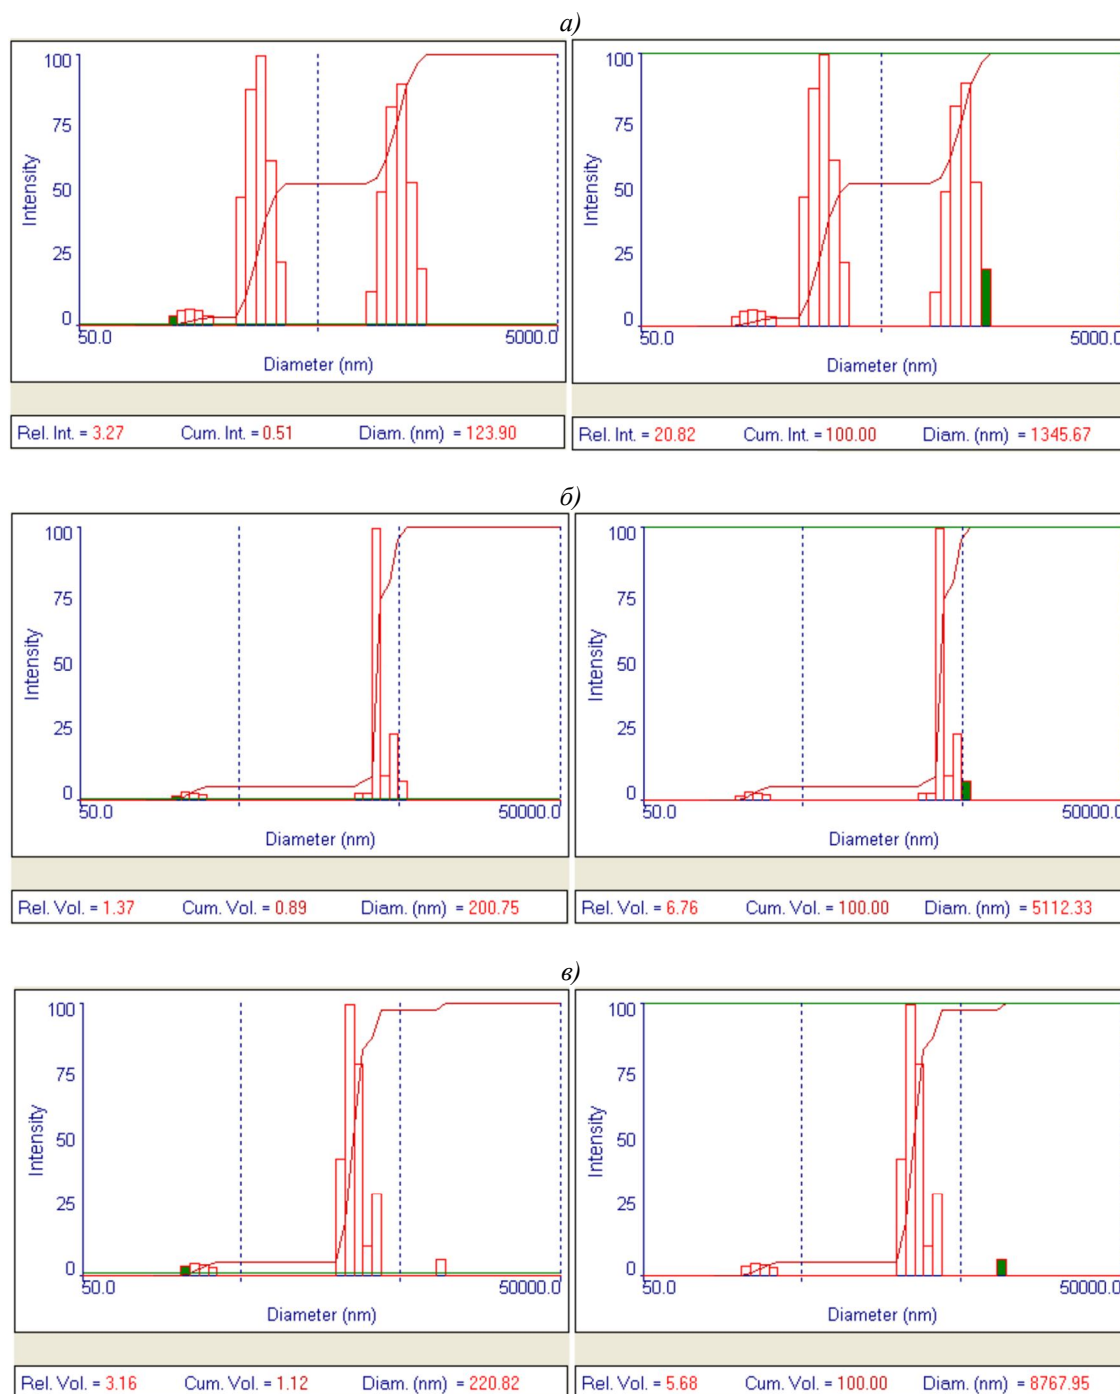 а)
100 100
75 75
Intensity Intensity
50 50
25 25
0 0
50.0 5000.0 50.0 5000.0
Diameter (nm) Diameter (nm)
Rel. Int. = 3.27 Cum. Int. = 0.51 Diam. (nm) = 123.90 Rel. Int. = 20.82 Cum. Int. = 100.00 Diam. (nm) = 1345.67
б)
100 100
75 75
Intensity Intensity
50 50
25 25
0 0
50.0 50000.0 50.0 50000.0
Diameter (nm) Diameter (nm)
Rel. Vol. = 1.37 Cum. Vol. = 0.89 Diam. (nm) = 200.75 Rel. Vol. = 6.76 Cum. Vol. = 100.00 Diam. (nm) = 5112.33
в)
100 100
75 75
Intensity Intensity
50 50
25 25
0 0
50.0 50000.0 50.0 50000.0
Diameter (nm) Diameter (nm)
Rel. Vol. = 3.16 Cum. Vol. = 1.12 Diam. (nm) = 220.82 Rel. Vol. = 5.68 Cum. Vol. = 100.00 Diam. (nm) = 8767.95